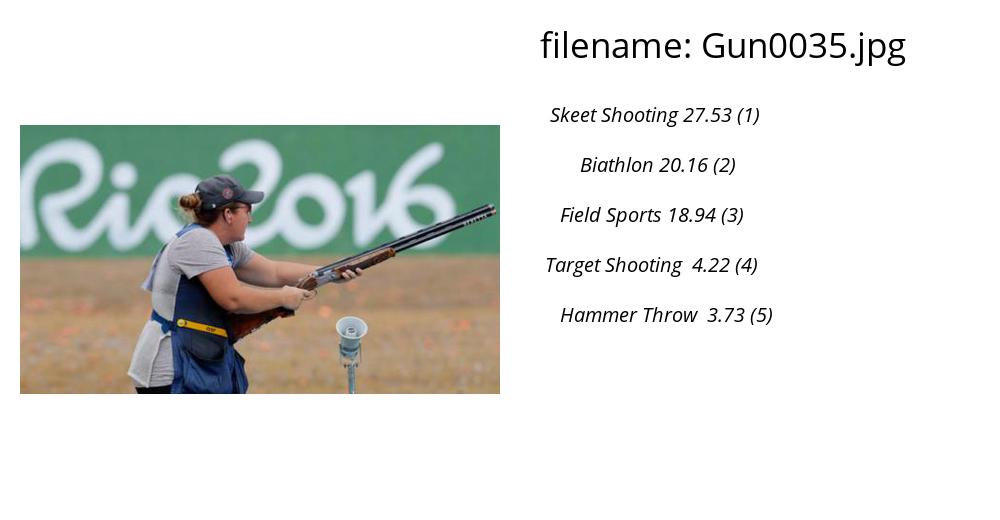 filename: Gun0035.jpg
Skeet Shooting 27.53 (1)
Rio2016
Biathlon 20.16 (2)
Field Sports 18.94 (3)
Target Shooting 4.22 (4)
Hammer Throw 3.73 (5)